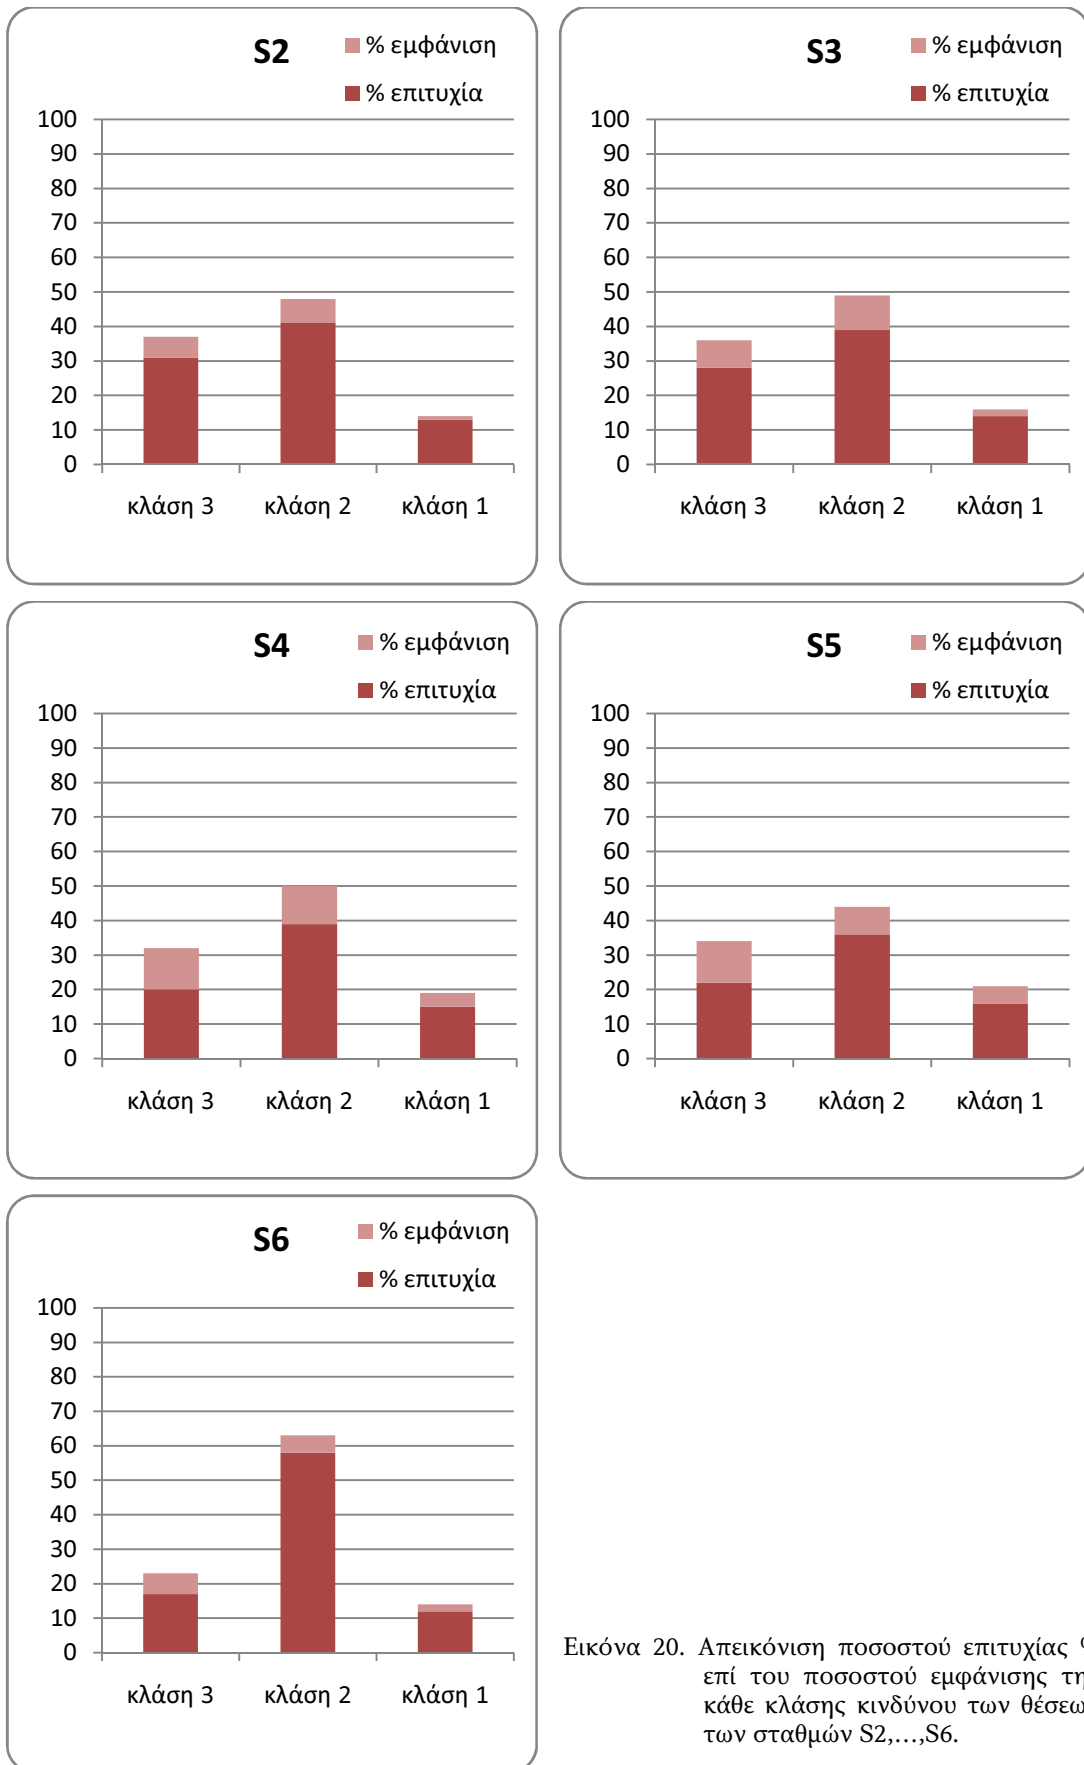 S2
% εμφάνιση
% επιτυχία
100
90
80
70
60
50
40
30
20
10
0
κλάση 3 κλάση 2 κλάση 1
S3
% εμφάνιση
% επιτυχία
100
90
80
70
60
50
40
30
20
10
0
κλάση 3 κλάση 2 κλάση 1
S4
% εμφάνιση
% επιτυχία
100
90
80
70
60
50
40
30
20
10
0
κλάση 3 κλάση 2 κλάση 1
S5
% εμφάνιση
% επιτυχία
100
90
80
70
60
50
40
30
20
10
0
κλάση 3 κλάση 2 κλάση 1
S6
% εμφάνιση
% επιτυχία
100
90
80
70
60
50
40
30
20
10
0
κλάση 3 κλάση 2 κλάση 1
Εικόνα 20. Απεικόνιση ποσοστού επιτυχίας
επί του ποσοστού εμφάνισης
κάθε κλάσης κινδύνου των
των σταθμών S2,…,S6.